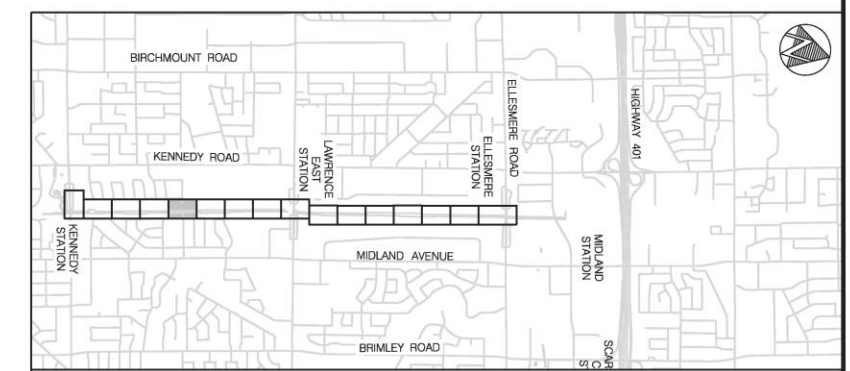 BIRCHMOUNT ROAD
KENNEDY ROAD
LAWRENCE
EAST
STATION
ELLESMERE
STATION
ELLESMERE ROAD
HIGHWAY 401
KENNEDY
STATION
MIDLAND AVENUE
MIDLAND
STATION
BRIMLEY ROAD
SCAR
C
S